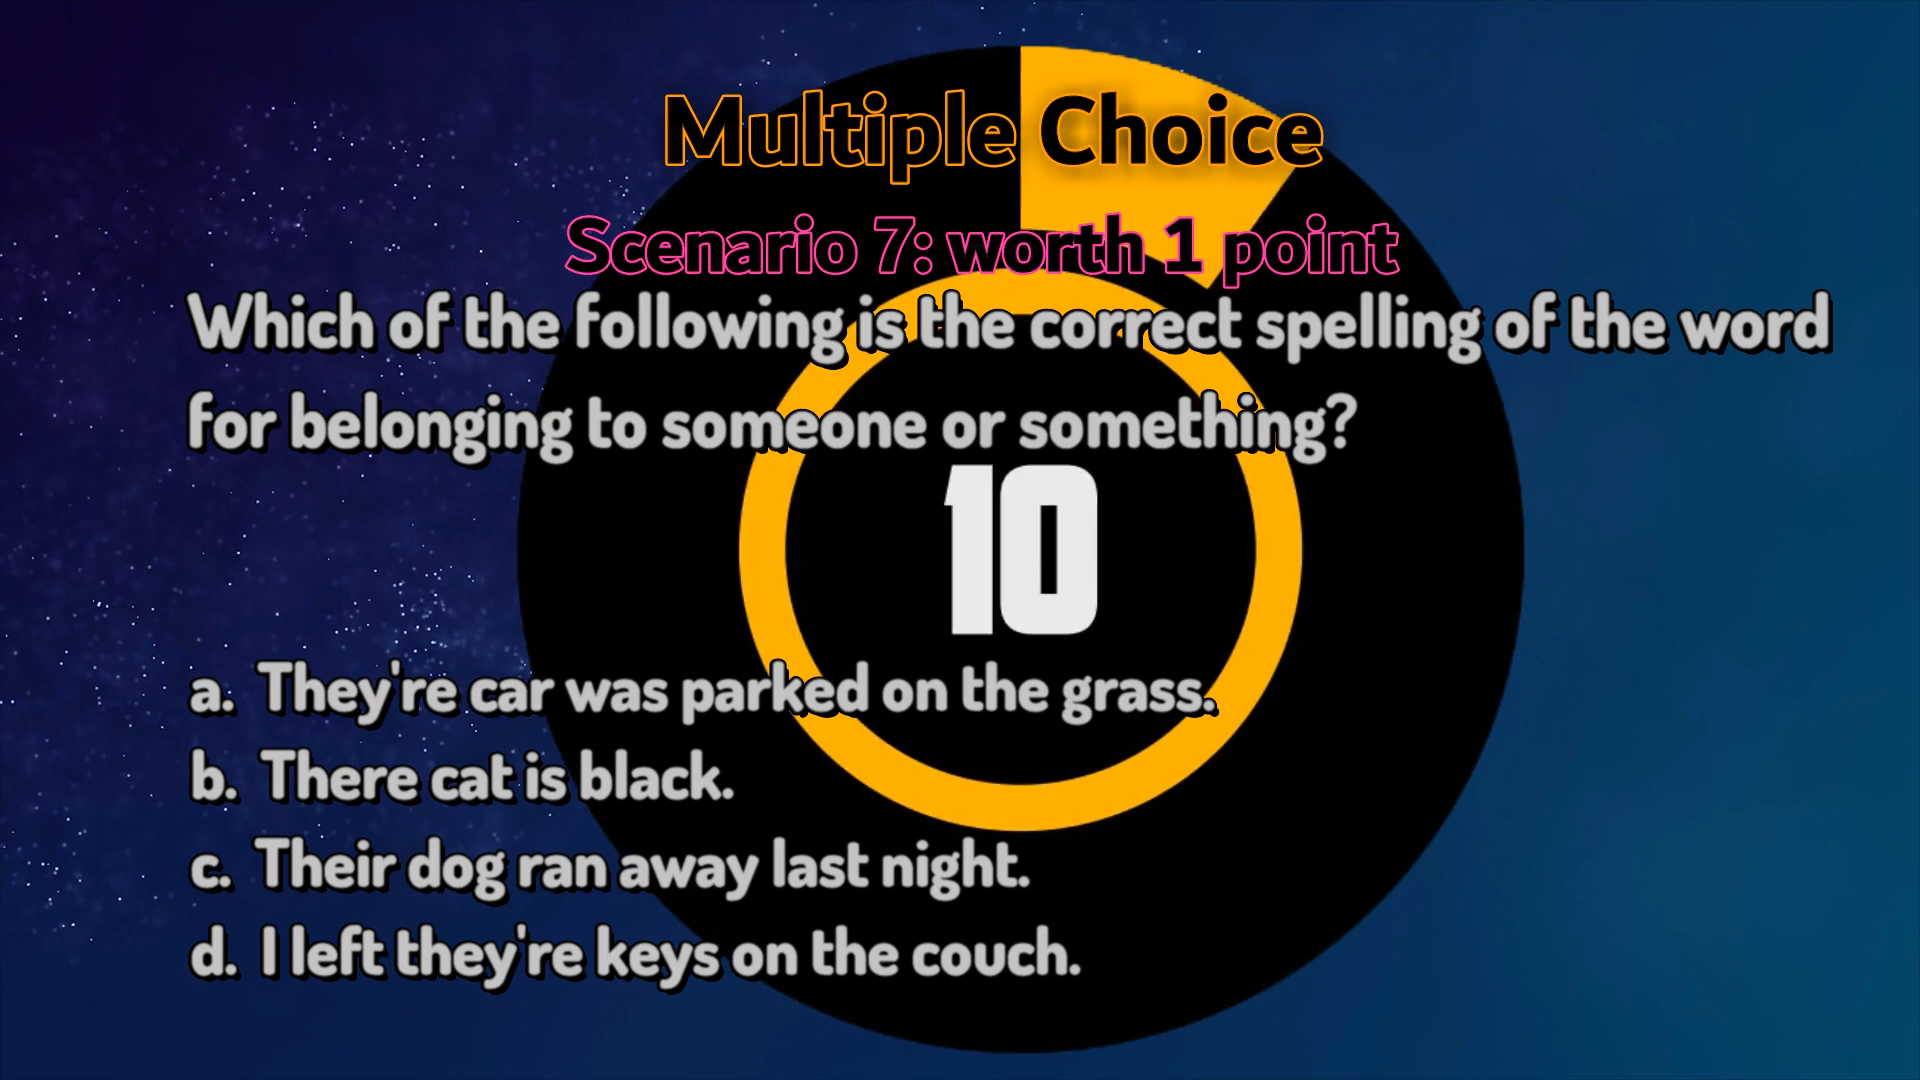 Multiple Choice
Scenario 7: worth 1 point
Which of the following is the correct spelling of the word
for belonging to someone or something?
10
a. They're car was parked on the grass.
b. There cat is black.
c. Their dog ran away last night.
d. I left they're keys on the couch.